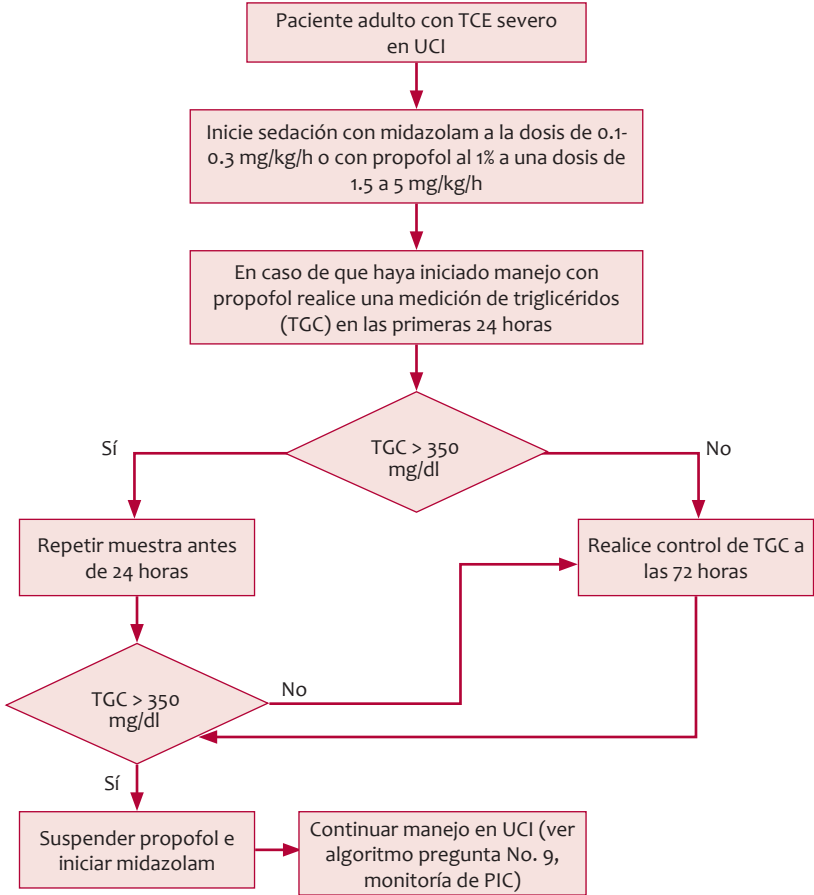 Paciente adulto con TCE severo
en UCI
Inicie sedación con midazolam a la dosis de 0.1-
0.3 mg/kg/h o con propofol al 1% a una dosis de
1.5 a 5 mg/kg/h
En caso de que haya iniciado manejo con
propofol realice una medición de triglicéridos
(TGC) en las primeras 24 horas
TGC > 350
mg/dl
Sí
No
Repetir muestra antes
de 24 horas
Realice control de TGC a
las 72 horas
TGC > 350
mg/dl
No
Sí
Suspender propofol e
iniciar midazolam
Continuar manejo en UCI (ver
algoritmo pregunta No. 9,
monitoría de PIC)